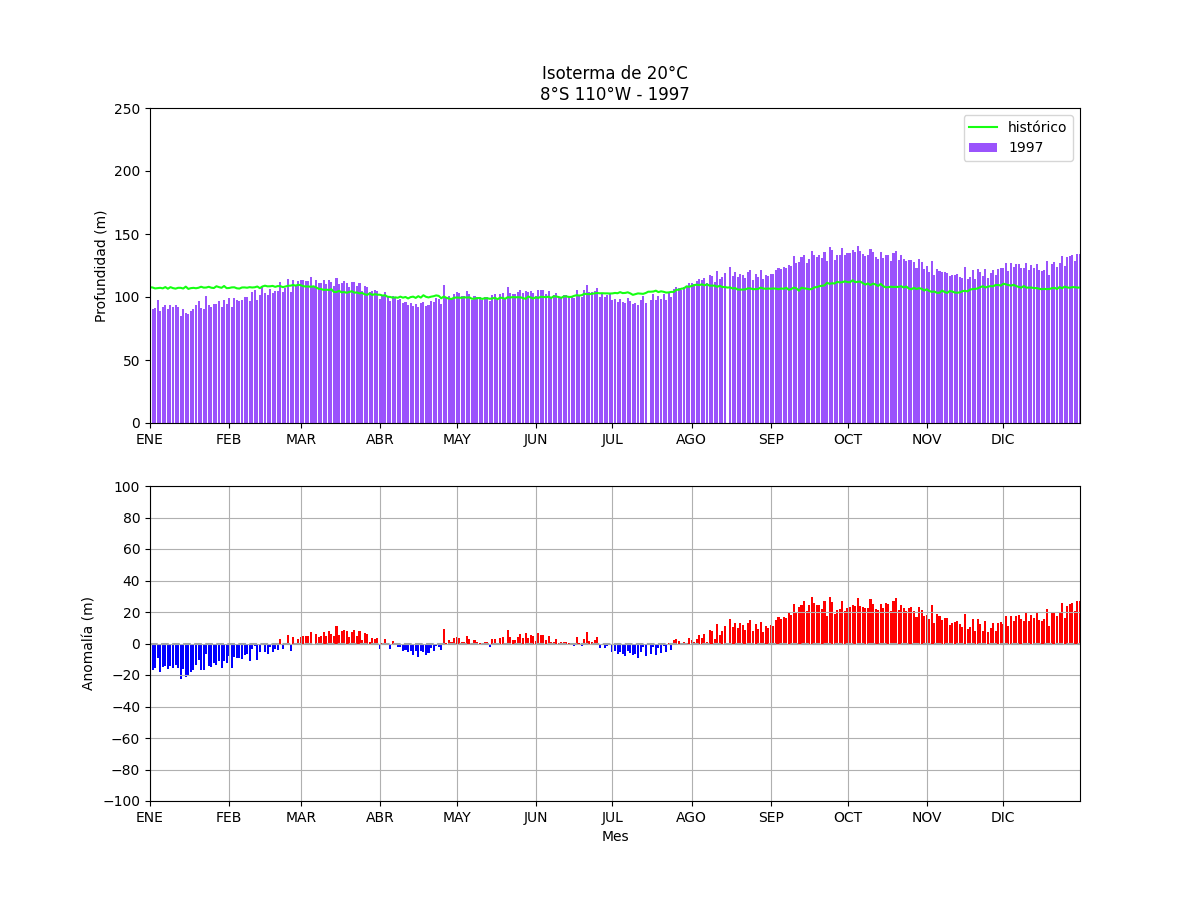 Isoterma de 20°C
8°S 110°W - 1997
250
200
150
100
50
0
Profundidad (m)
histórico
1997
ENE FEB MAR ABR MAY JUN JUL AGO SEP OCT NOV DIC
100
80
60
40
20
0
−20
−40
−60
−80
−100
Anomalía (m)
ENE FEB MAR ABR MAY JUN JUL AGO SEP OCT NOV DIC
Mes